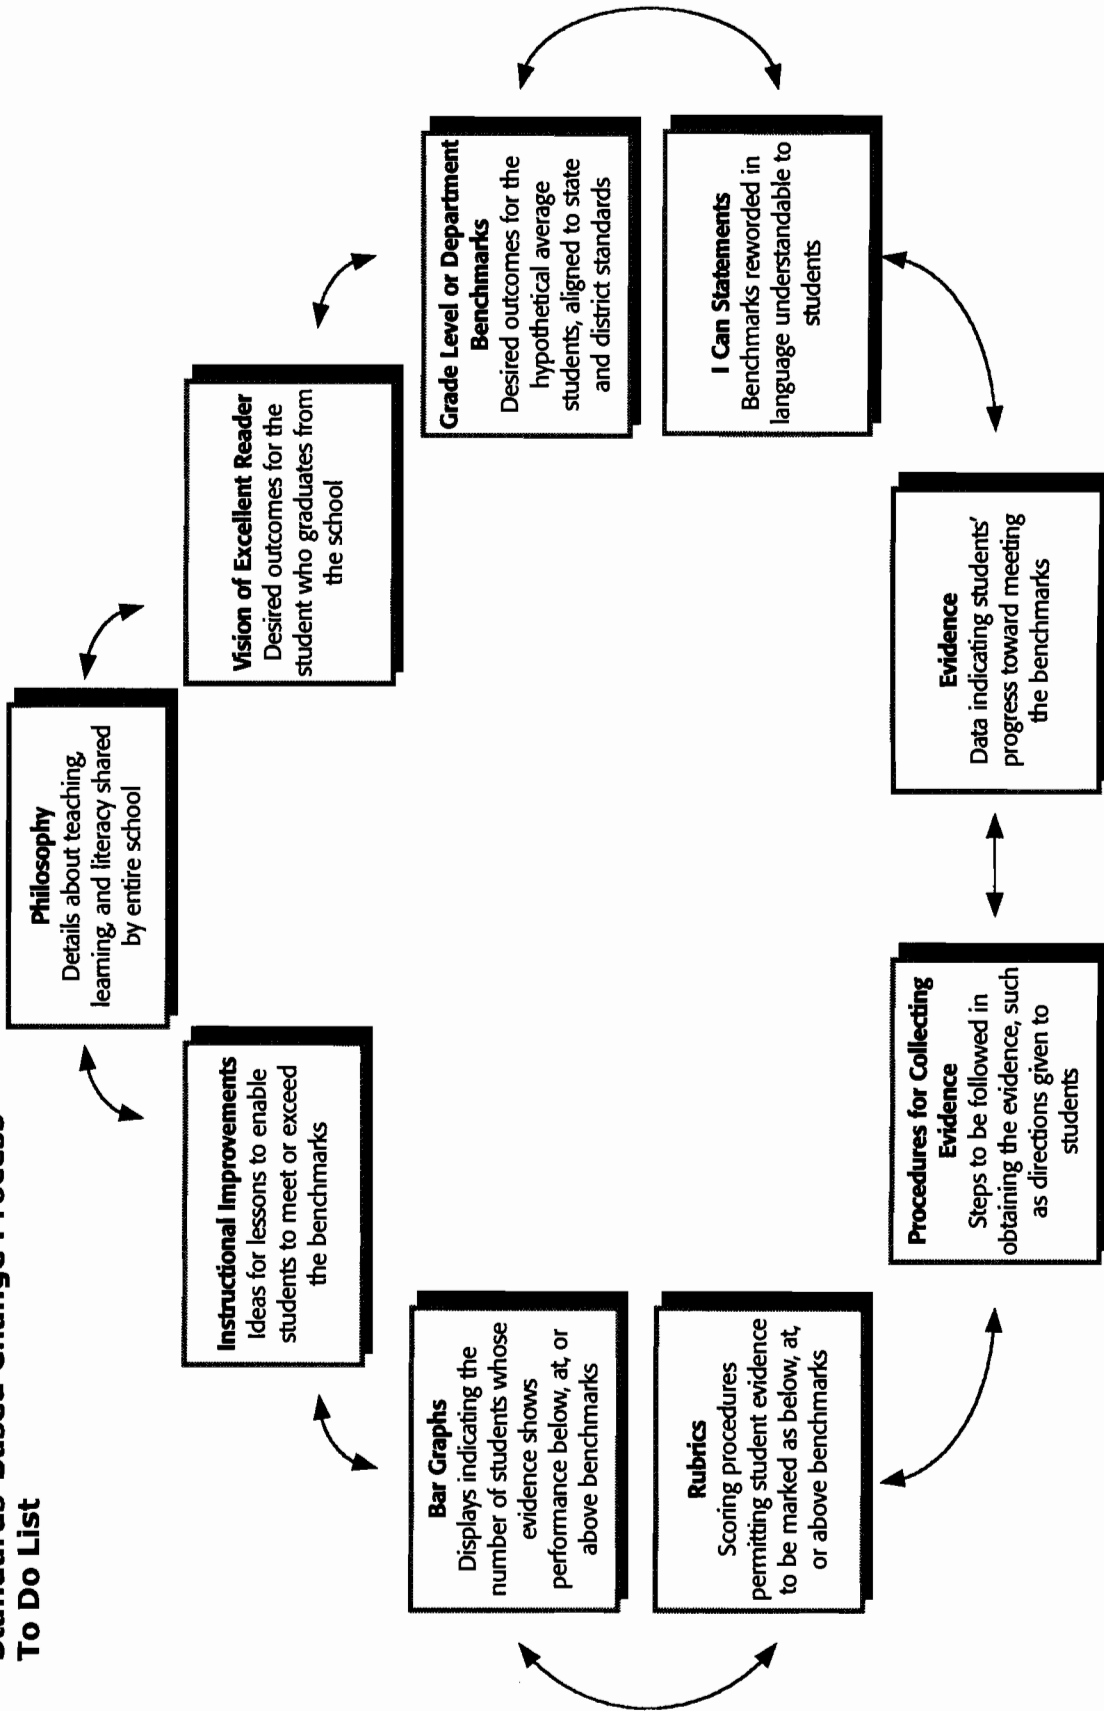 Standards-Based Change Process
To Do List
Philosophy
Details about teaching,
learning, and literacy shared
by entire school
Vision of Excellent Reader
Desired outcomes for the
student who graduates from
the school
Grade Level or Department
Benchmarks
Desired outcomes for the
hypothetical average
students, aligned to state
and district standards
I Can Statements
Benchmarks reworded in
language understandable to
students
Evidence
Data indicating students'
progress toward meeting
the benchmarks
Procedures for Collecting
Evidence
Steps to be followed in
obtaining the evidence, such
as directions given to
students
Rubrics
Scoring procedures
permitting student evidence
to be marked as below, at,
or above benchmarks
Bar Graphs
Displays indicating the
number of students whose
evidence shows
performance below, at, or
above benchmarks
Instructional Improvements
Ideas for lessons to enable
students to meet or exceed
the benchmarks